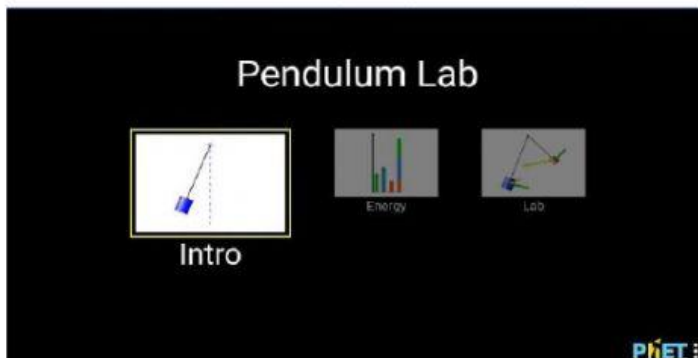 Pendulum Lab
Intro
Energy
Lab
PhET